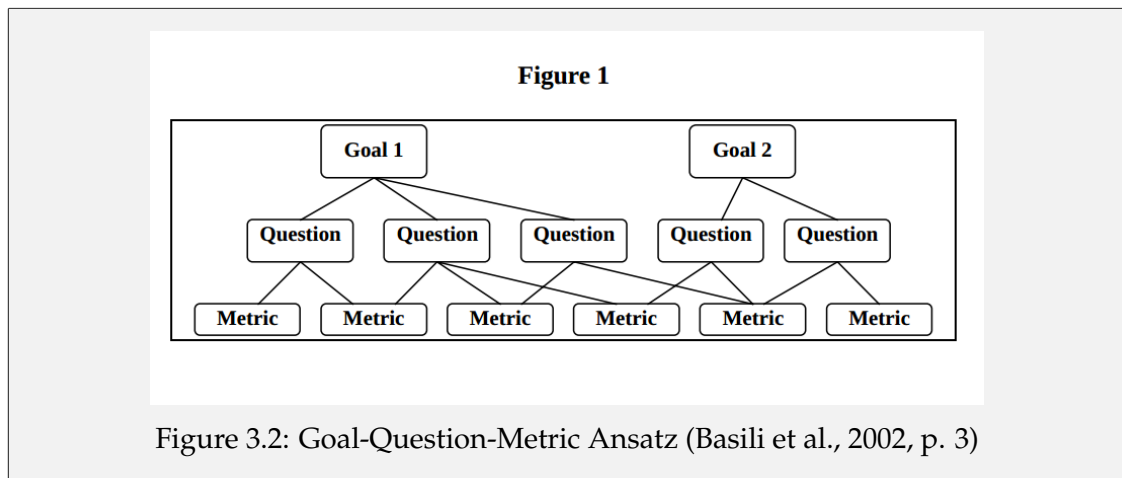 Figure 1
Goal 1 Goal 2
Question Question Question Question Question
Metric Metric Metric Metric Metric Metric
Figure 3.2: Goal-Question-Metric Ansatz (Basili et al., 2002, p. 3)